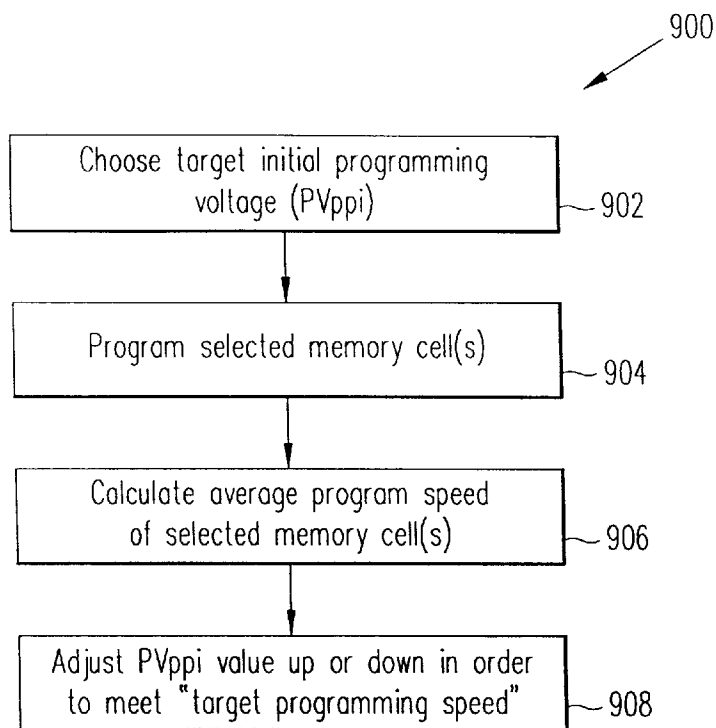 900
Choose target initial programming
voltage (PVppi)
902
Program selected memory cell(s)
904
Calculate average program speed
of selected memory cell(s)
906
Adjust PVppi value up or down in order
to meet "target programming speed"
908